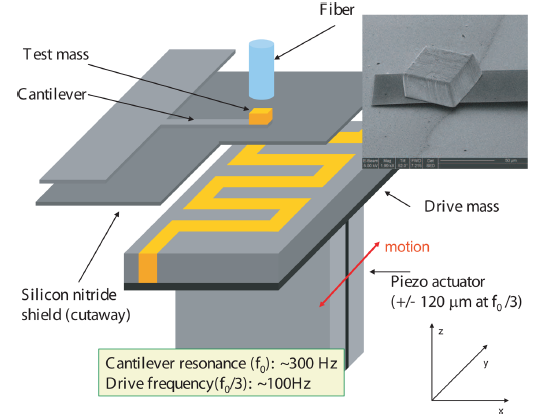 Fiber
Test mass
Cantilever
Drive mass
motion
Piezo actuator
(+/- 120 μm at f₀/3)
Silicon nitride
shield (cutaway)
Cantilever resonance (f₀): ~300 Hz
Drive frequency(f₀/3): ~100Hz
z
y
x